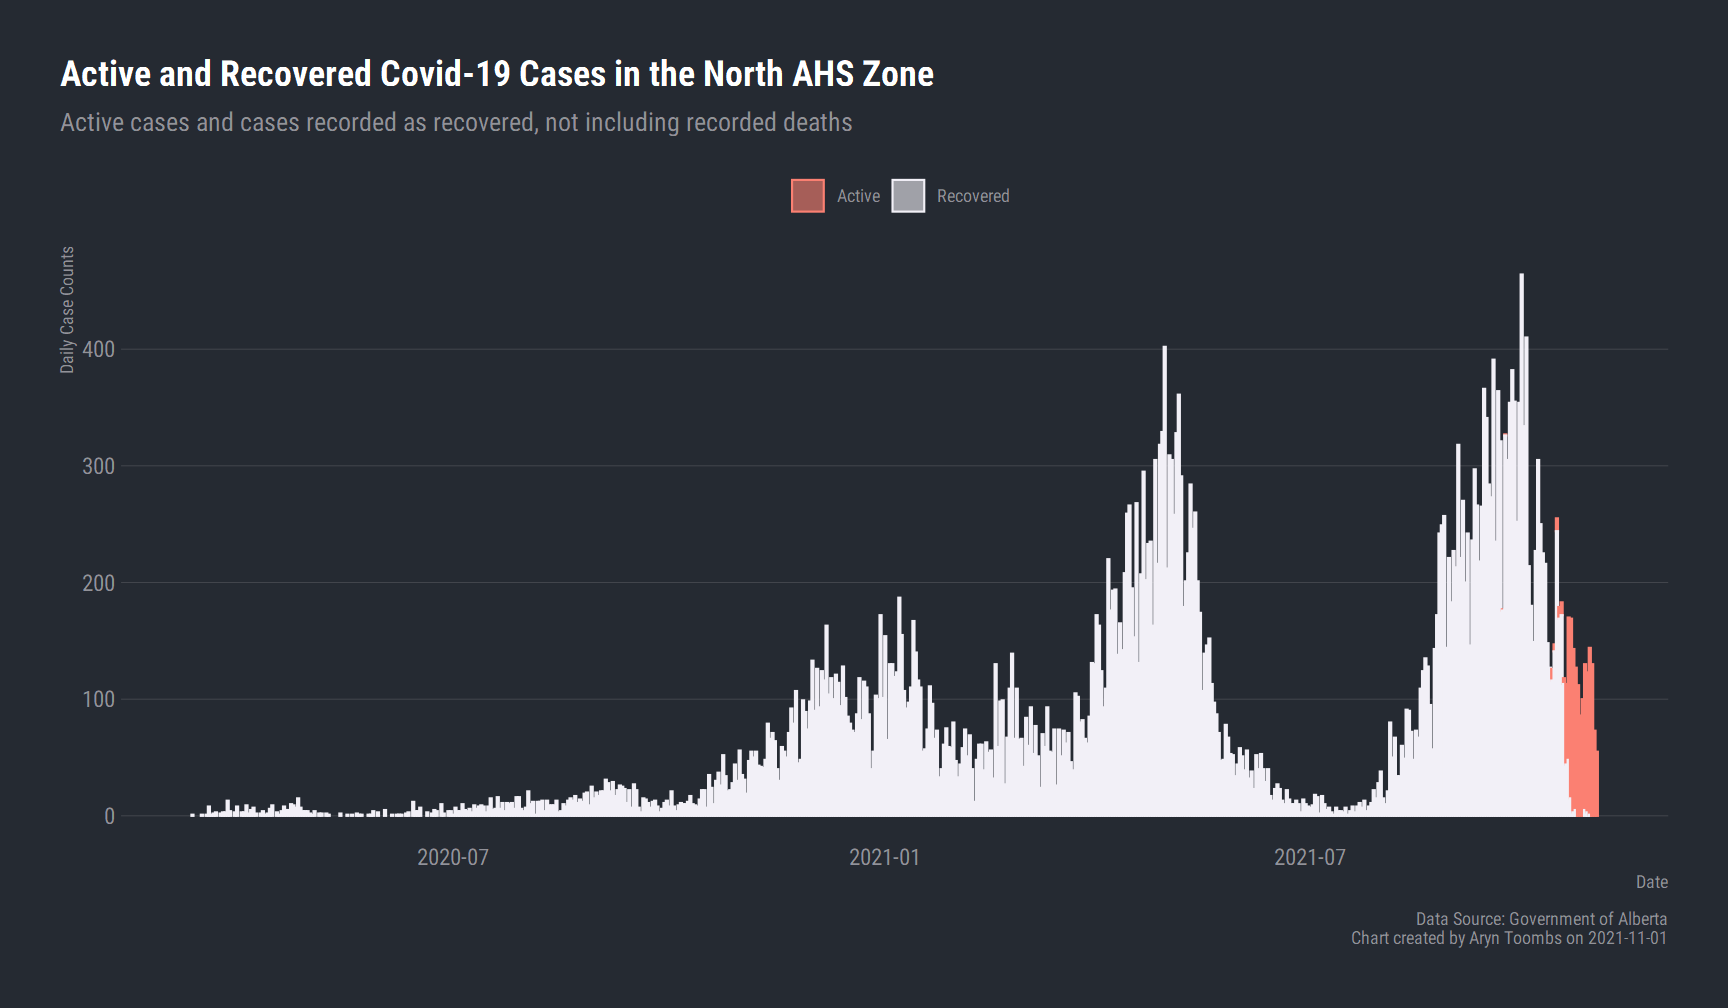 Active and Recovered Covid-19 Cases in the North AHS Zone
Active cases and cases recorded as recovered, not including recorded deaths
Active
Recovered
Daily Case Counts
400
300
200
100
0
2020-07
2021-01
2021-07
Date
Data Source: Government of Alberta
Chart created by Aryn Toombs on 2021-11-01